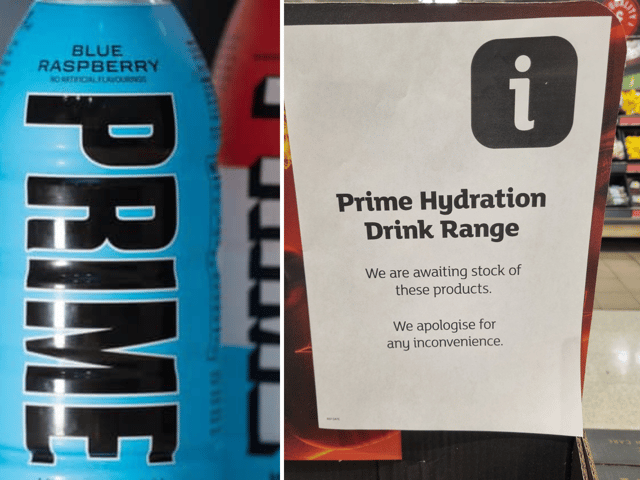 BLUE
RASPBERRY
NO ARTIFICIAL FLAVOURINGS
PRIME
i
Prime Hydration
Drink Range
We are awaiting stock of
these products.
We apologise for
any inconvenience.